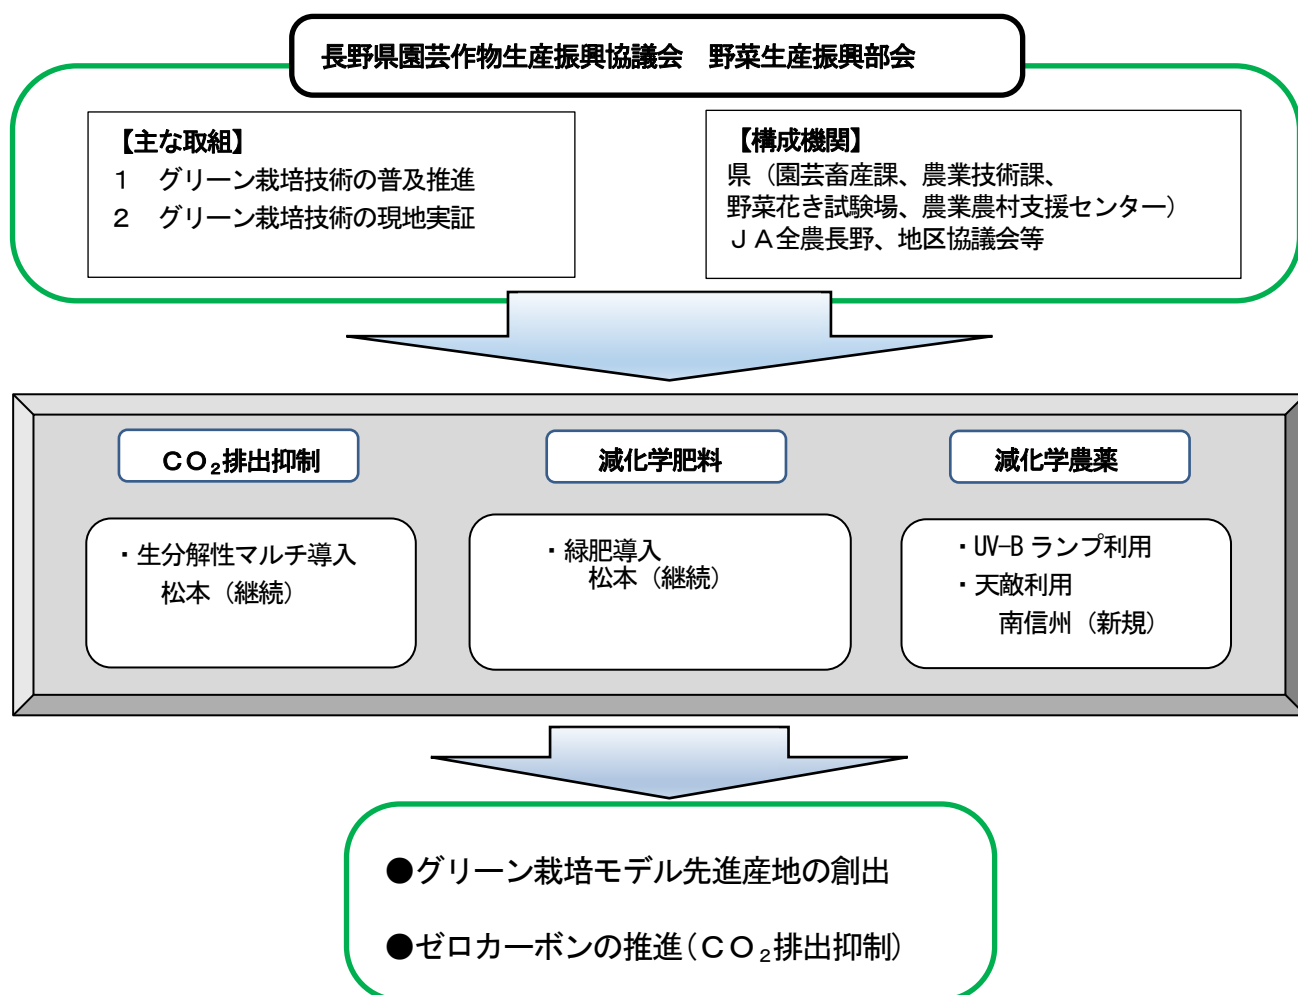 長野県園芸作物生産振興協議会　野菜生産振興部会
【主な取組】
１　グリーン栽培技術の普及推進
２　グリーン栽培技術の現地実証
【構成機関】
県（園芸畜産課、農業技術課、
野菜花き試験場、農業農村支援センター）
ＪＡ全農長野、地区協議会等
ＣＯ₂排出抑制
・生分解性マルチ導入
松本（継続）
減化学肥料
・緑肥導入
松本（継続）
減化学農薬
・UV-B ランプ利用
・天敵利用
南信州（新規）
●グリーン栽培モデル先進産地の創出
●ゼロカーボンの推進（ＣＯ₂排出抑制）